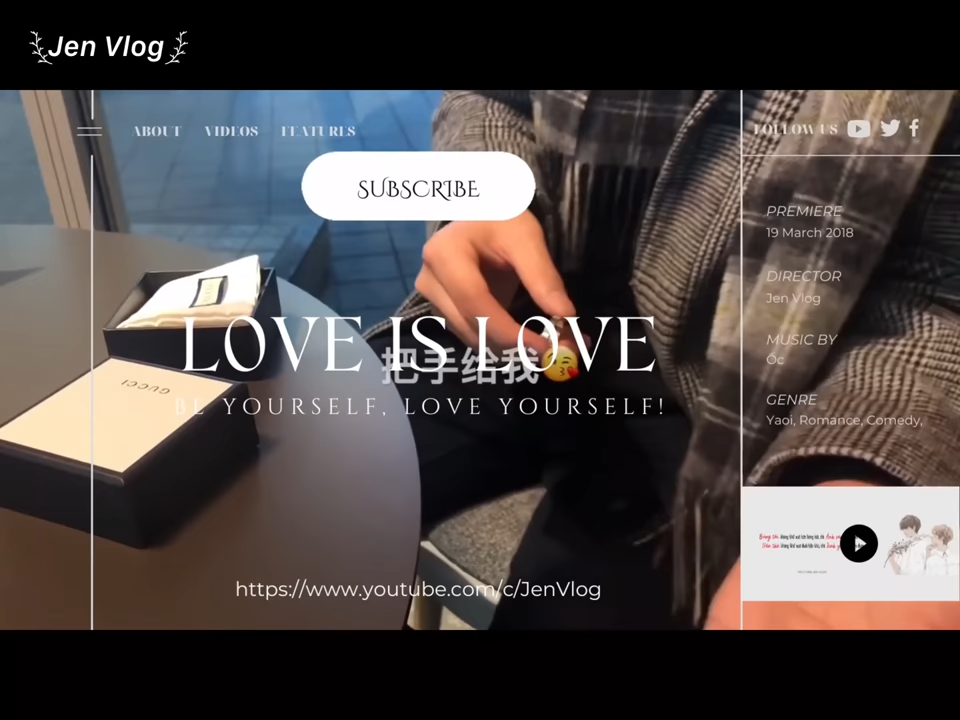 Jen Vlog
ABOUT VIDEOS FEATURES
FOLLOW US
SUBSCRIBE
PREMIERE
19 March 2018
DIRECTOR
Jen Vlog
MUSIC BY
Óc
GENRE
Yaoi, Romance, Comedy,
LOVE IS LOVE
把手给我
BE YOURSELF, LOVE YOURSELF!
GUCCI
https://www.youtube.com/c/JenVlog